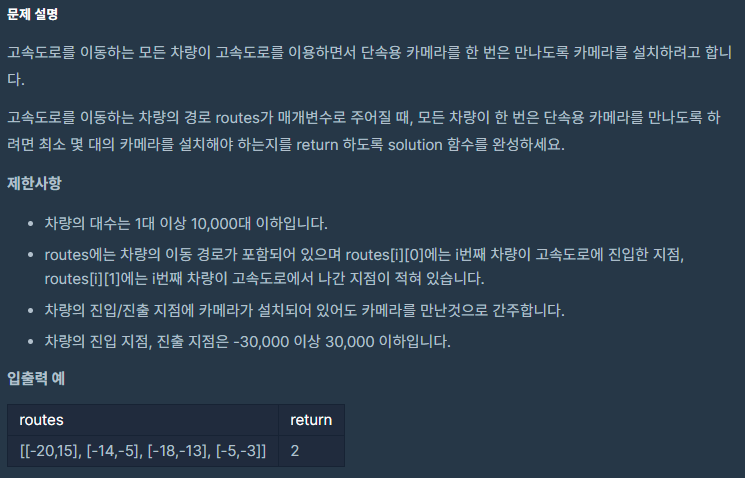 문제 설명
고속도로를 이동하는 모든 차량이 고속도로를 이용하면서 단속용 카메라를 한 번은 만나도록 카메라를 설치하려고 합니
다.
고속도로를 이동하는 차량의 경로 routes가 매개변수로 주어질 때, 모든 차량이 한 번은 단속용 카메라를 만나도록 하
려면 최소 몇 대의 카메라를 설치해야 하는지를 return 하도록 solution 함수를 완성하세요.
제한사항
• 차량의 대수는 1대 이상 10,000대 이하입니다.
• routes에는 차량의 이동 경로가 포함되어 있으며 routes[i][0]에는 i번째 차량이 고속도로에 진입한 지점,
routes[i][1]에는 i번째 차량이 고속도로에서 나간 지점이 적혀 있습니다.
• 차량의 진입/진출 지점에 카메라가 설치되어 있어도 카메라를 만난것으로 간주합니다.
• 차량의 진입 지점, 진출 지점은 -30,000 이상 30,000 이하입니다.
입출력 예
routes return
[[-20,15], [-14,-5], [-18,-13], [-5,-3]] 2